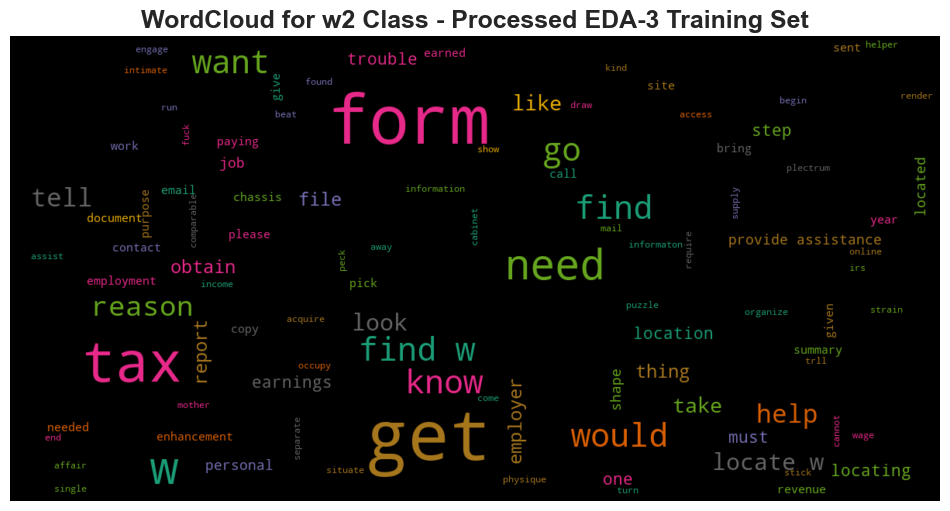 WordCloud for w2 Class - Processed EDA-3 Training Set
engage
want
trouble
earned
sent
helper
intimate
give
found
kind
site
form
like
draw
begin
render
run
beat
access
work
fuck
paying
show
go
step
bring
job
call
plectrum
located
tell
email
chassis
file
information
find
supply
document
purpose
comparable
cabinet
mail
year
contact
please
away
informaton
require
provide assistance
online
assist
obtain
peck
need
irs
employment
income
pick
reason
copy
acquire
look
puzzle
organize
given
strain
location
report
find w
summary
trll
tax
earnings
occupy
know
shape
thing
mother
come
take
help
needed
end
enhancement
separate
get
employer
would
must
cannot
wage
affair
w
personal
situate
physique
one
locate w
stick
locating
single
turn
revenue